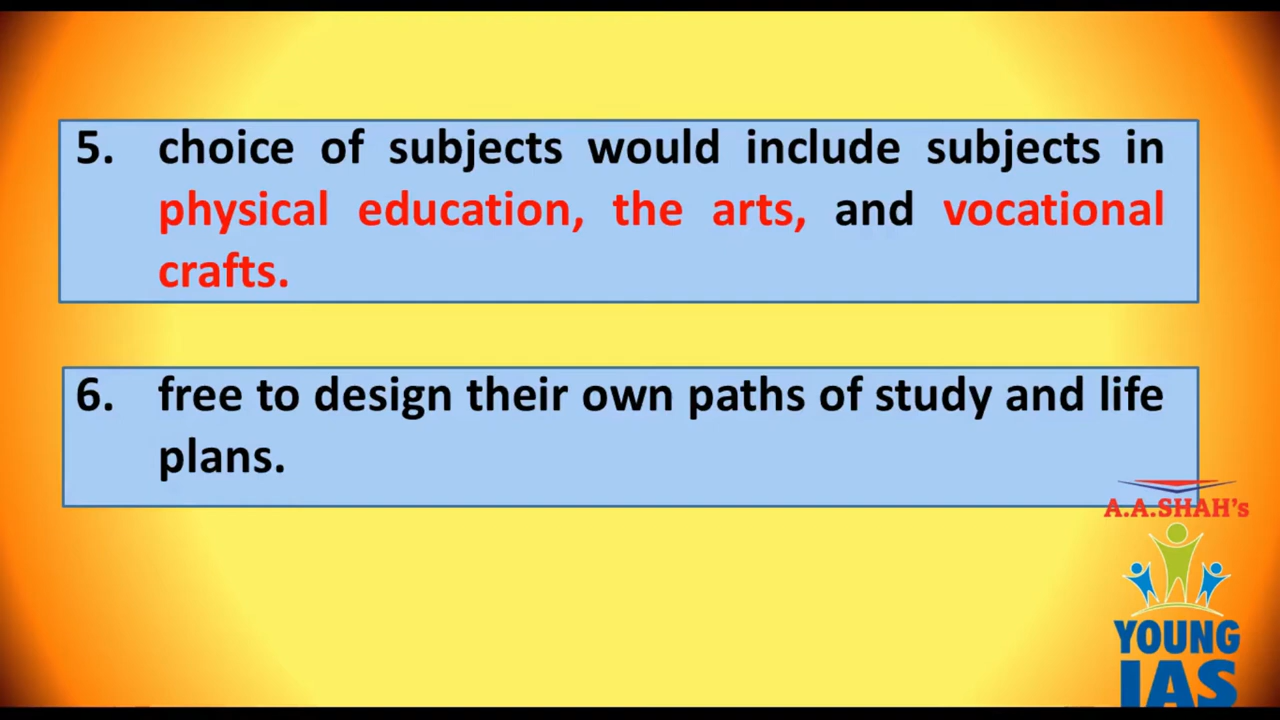 5. choice of subjects would include subjects in
physical education, the arts, and vocational
crafts.
6. free to design their own paths of study and life
plans.
A.A.SHAH's
YOUNG
IAS